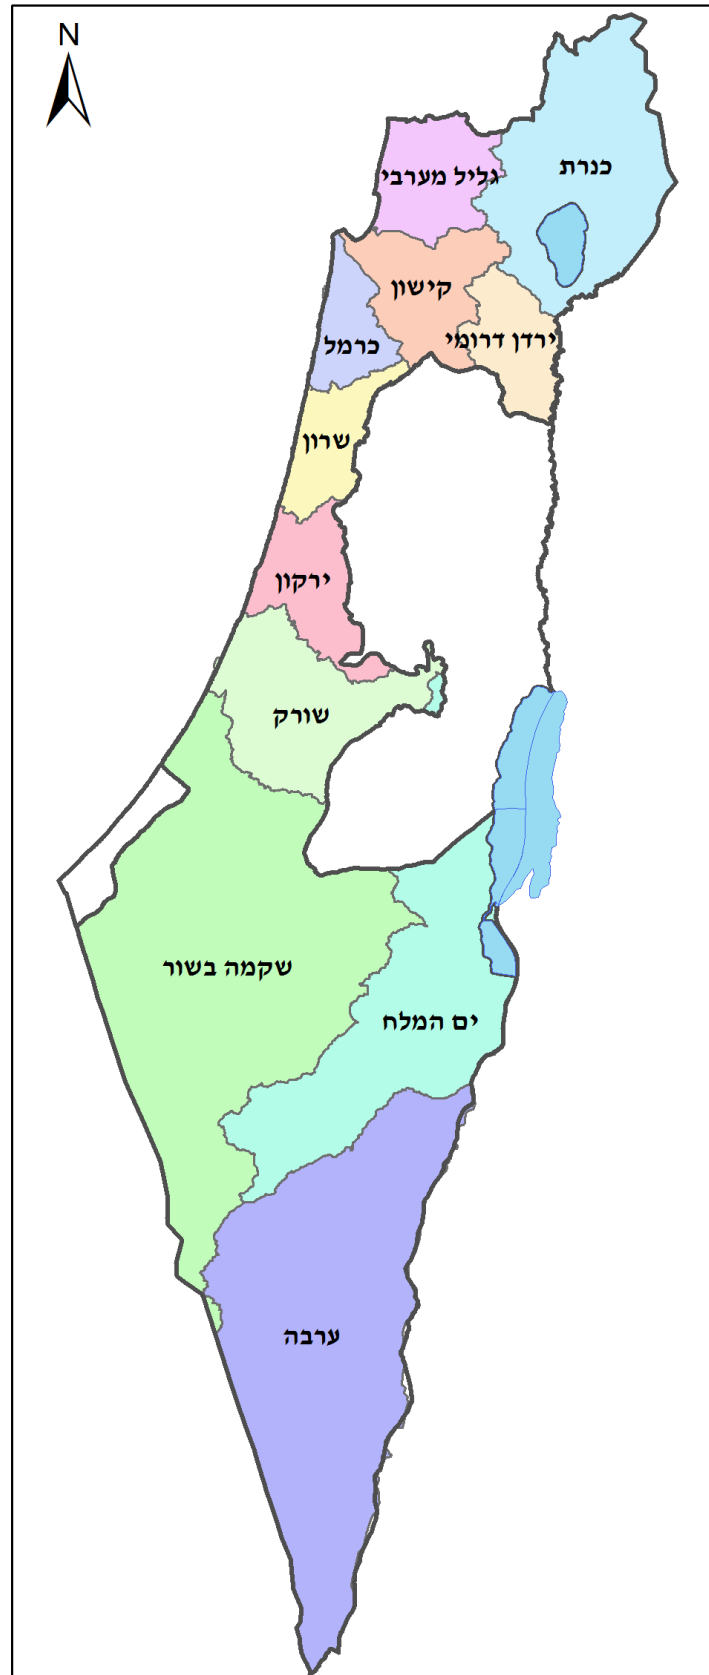 N
כנרת
גליל מערבי
קישון
ירדן דרומי
כרמל
שרון
ירקון
שורק
שקמה בשור
ים המלח
ערבה